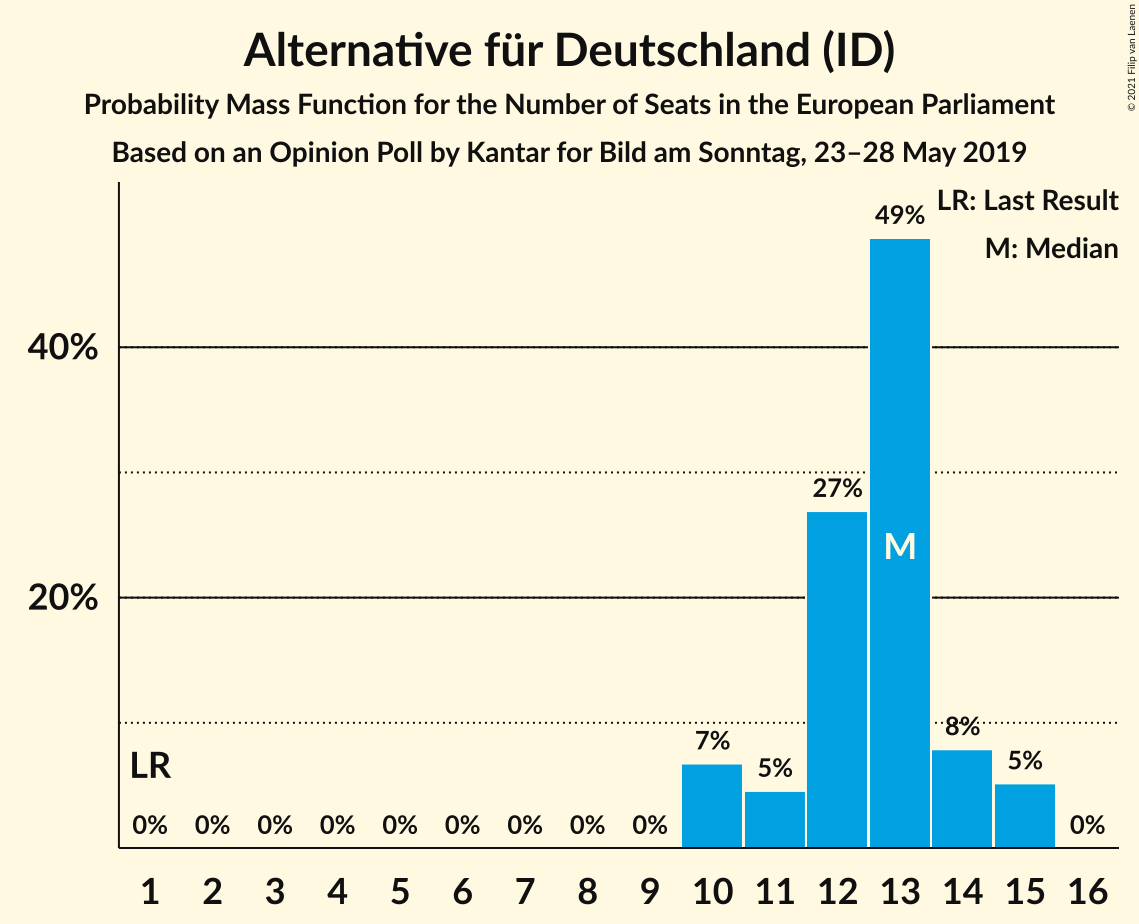 Alternative für Deutschland (ID)
Probability Mass Function for the Number of Seats in the European Parliament
Based on an Opinion Poll by Kantar for Bild am Sonntag, 23–28 May 2019
© 2021 Filip van Laenen
LR: Last Result
M: Median
49%
40%
27%
M
20%
8%
7%
5%
5%
LR
0% 0% 0% 0% 0% 0% 0% 0% 0% 0%
1 2 3 4 5 6 7 8 9 10 11 12 13 14 15 16